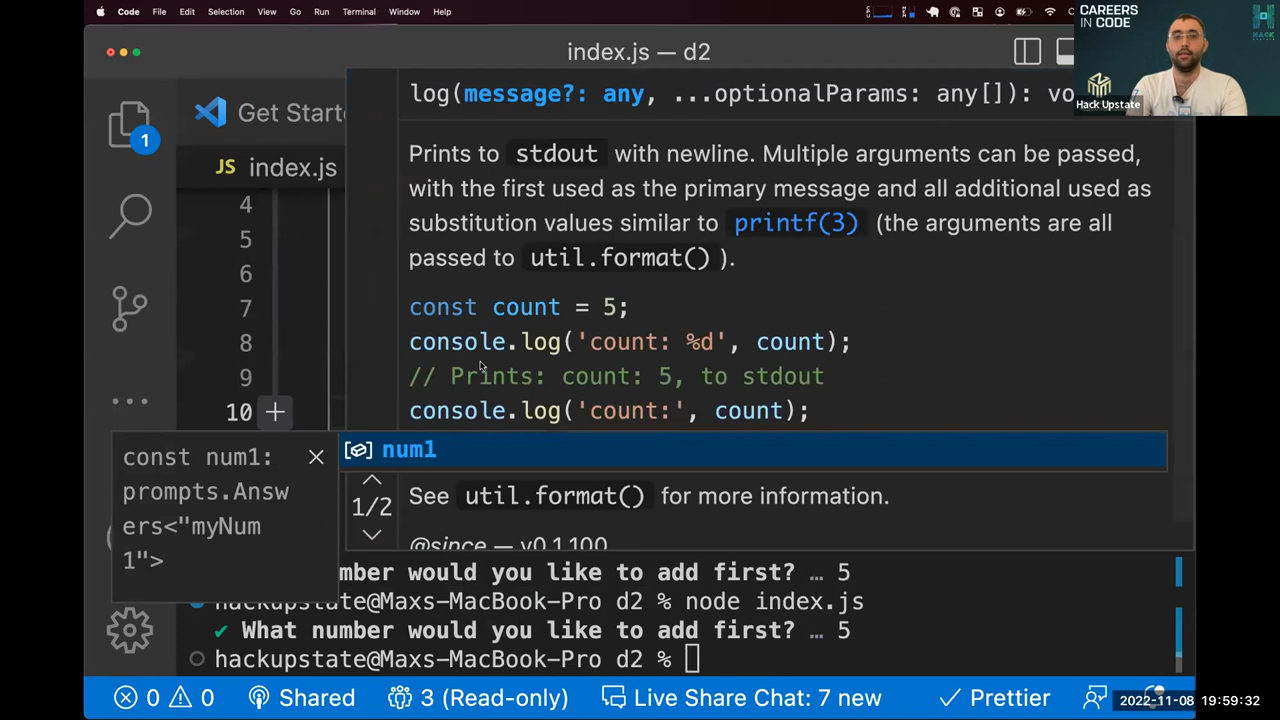 Code File Edit Selection View Go Run Terminal Window Help
index.js — d2
CAREERS
IN CODE
Hack Upstate
HACK
1
Get Starte
JS index.js
4
5
6
7
8
9
10
log(message?: any, ...optionalParams: any[]): vo
Prints to stdout with newline. Multiple arguments can be passed,
with the first used as the primary message and all additional used as
substitution values similar to printf(3) (the arguments are all
passed to util.format() ).
const count = 5;
console.log('count: %d', count);
// Prints: count: 5, to stdout
console.log('count:', count);
num1
const num1:
prompts.Answ
ers<"myNum
1">
1/2
See util.format() for more information.
@since — v0.1.100
mber would you like to add first? … 5
hackupstate@Maxs-MacBook-Pro d2 % node index.js
✔ What number would you like to add first? … 5
hackupstate@Maxs-MacBook-Pro d2 %
0 0 Shared 3 (Read-only) Live Share Chat: 7 new Prettier
2022-11-08 19:59:32